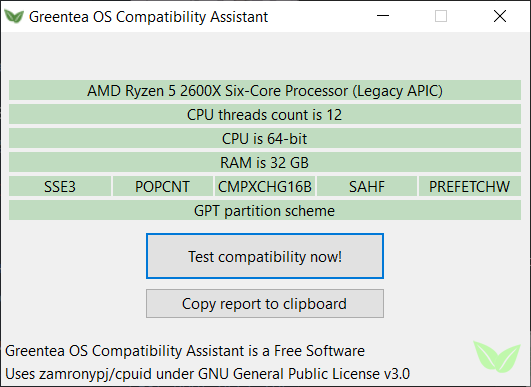 Greentea OS Compatibility Assistant
AMD Ryzen 5 2600X Six-Core Processor (Legacy APIC)
CPU threads count is 12
CPU is 64-bit
RAM is 32 GB
SSE3 POPCNT CMPXCHG16B SAHF PREFETCHW
GPT partition scheme
Test compatibility now!
Copy report to clipboard
Greentea OS Compatibility Assistant is a Free Software
Uses zamronypj/cpuid under GNU General Public License v3.0